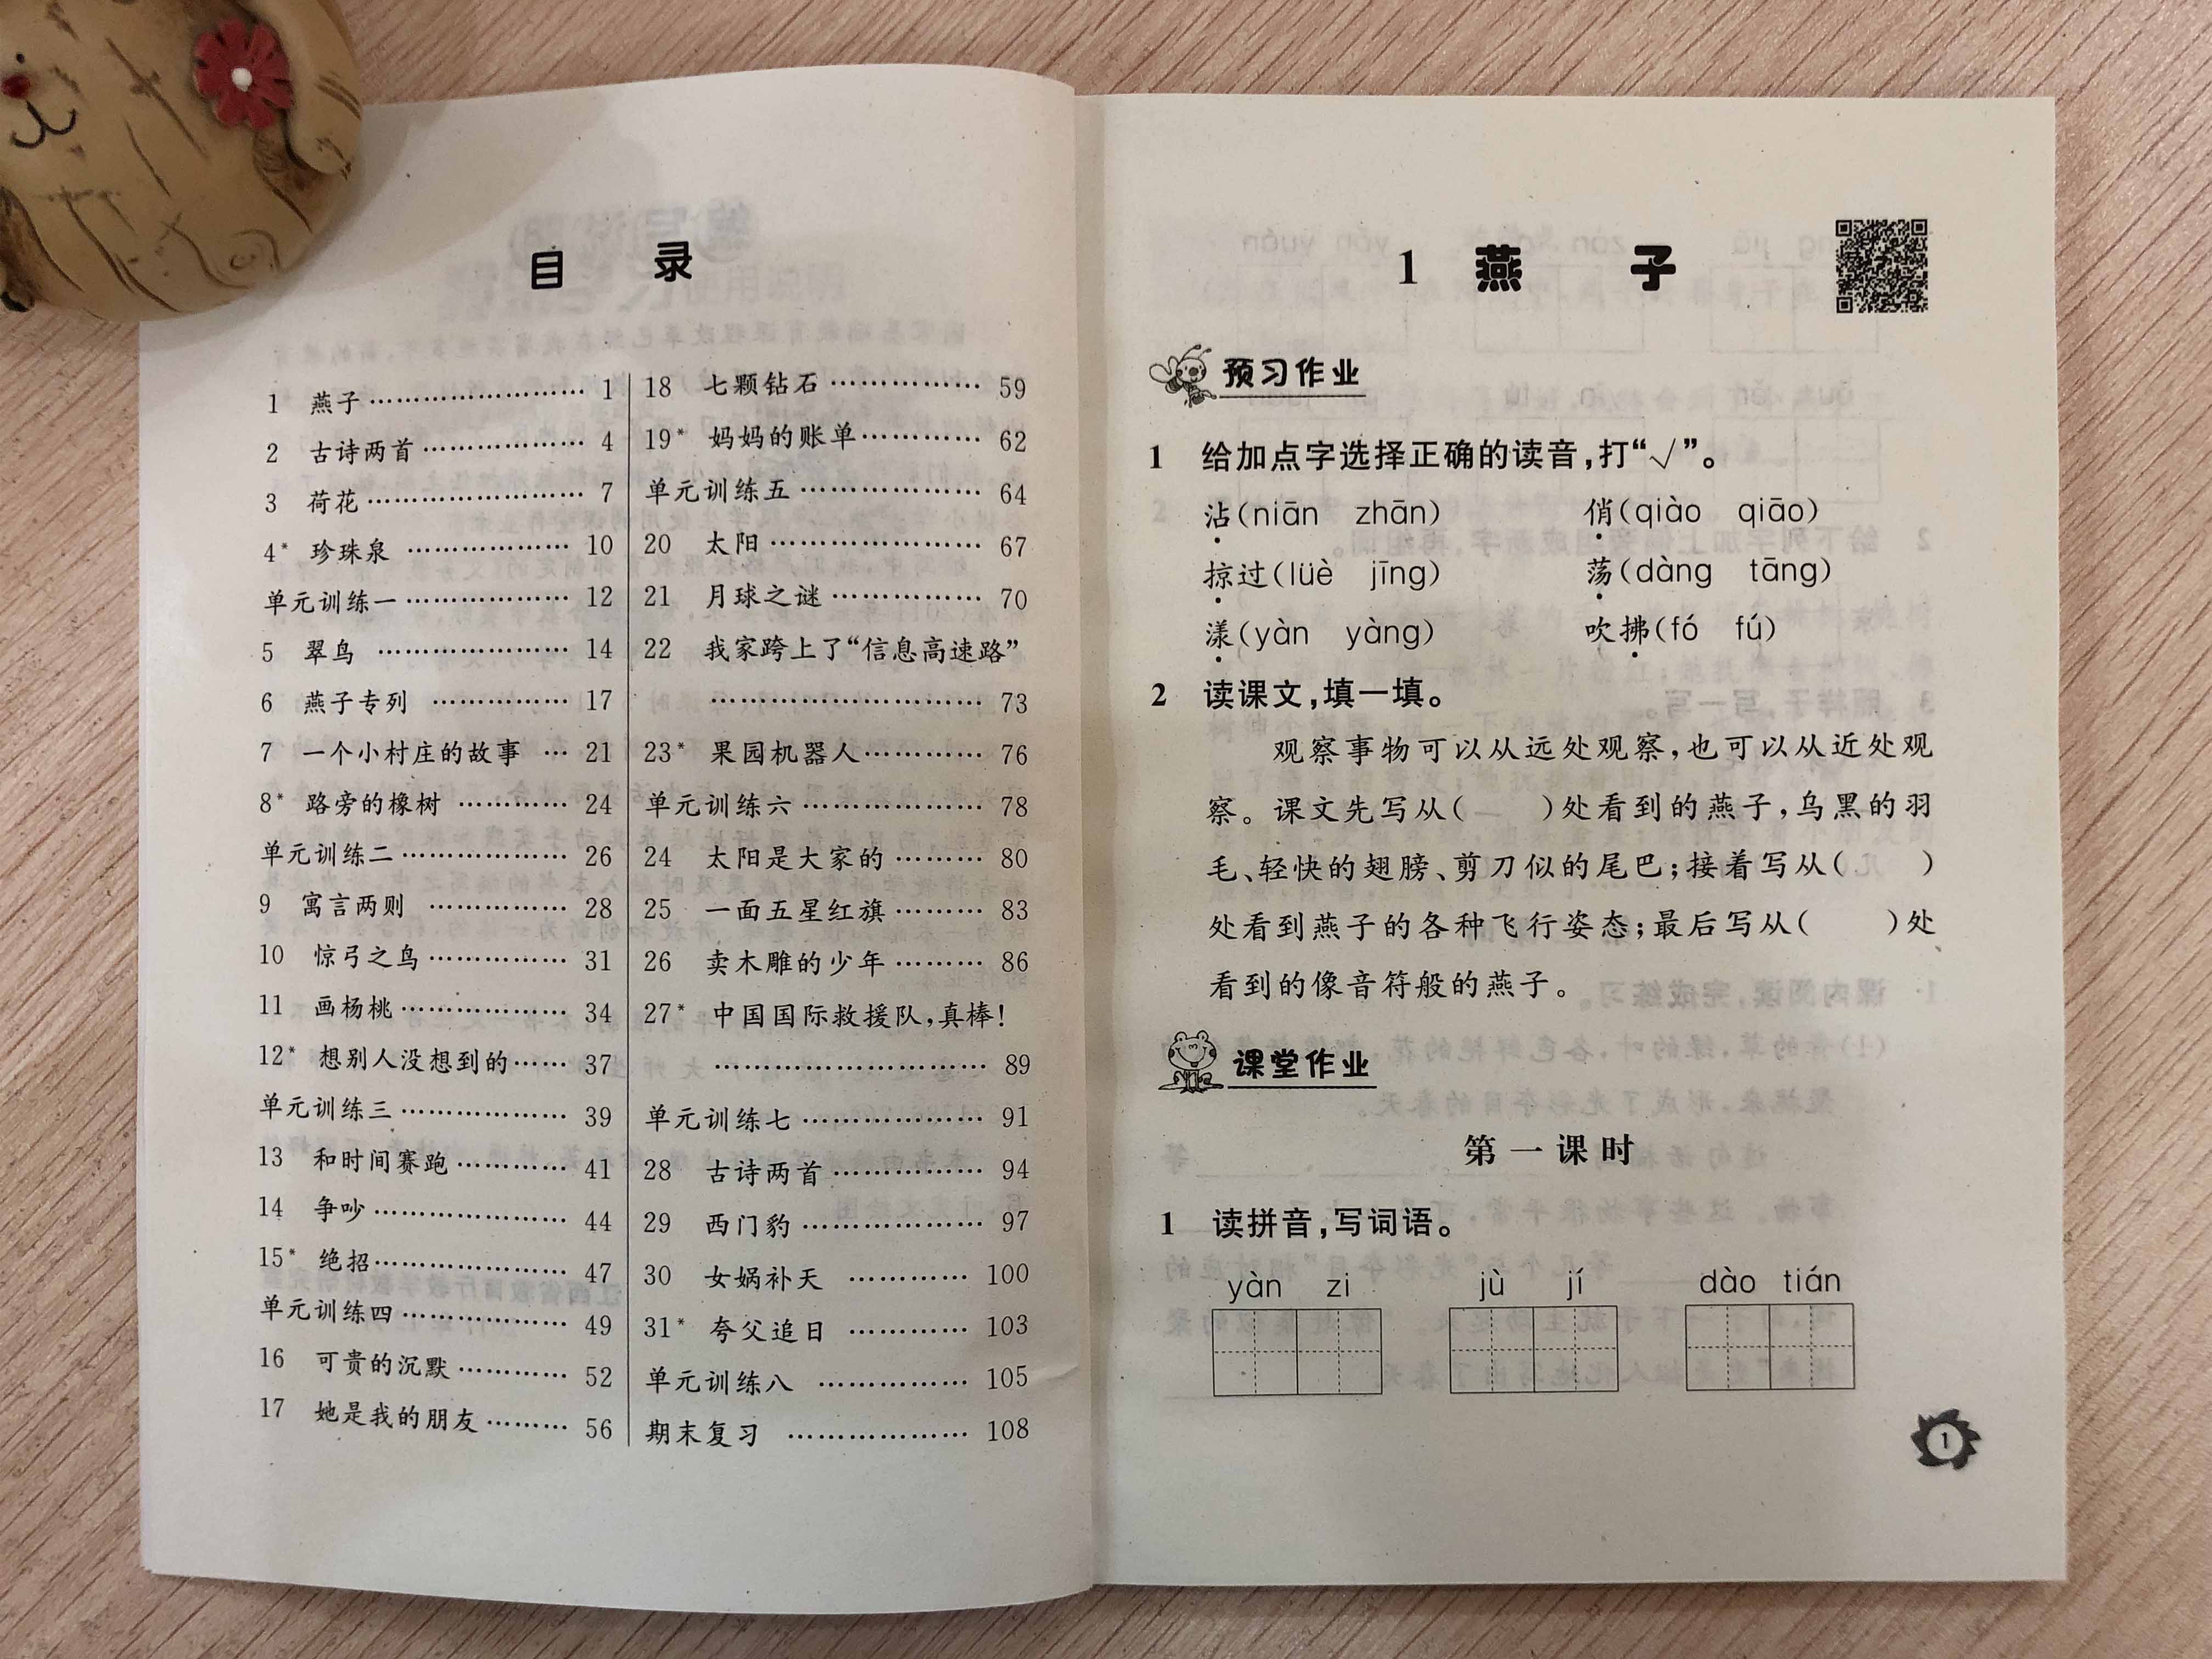 目 录
1 燕子 …………………… 1
2 古诗两首 ……………… 4
3 荷花 …………………… 7
4* 珍珠泉 ……………… 10
单元训练一 ……………… 12
5 翠鸟 ………………… 14
6 燕子专列 …………… 17
7 一个小村庄的故事 … 21
8* 路旁的橡树 ………… 24
单元训练二 ……………… 26
9 寓言两则 …………… 28
10 惊弓之鸟 …………… 31
11 画杨桃 ……………… 34
12* 想别人没想到的 …… 37
单元训练三 ……………… 39
13 和时间赛跑 ………… 41
14 争吵 ………………… 44
15* 绝招 ………………… 47
单元训练四 ……………… 49
16 可贵的沉默 ………… 52
17 她是我的朋友 ……… 56
18 七颗钻石 …………… 59
19* 妈妈的账单 ………… 62
单元训练五 ……………… 64
20 太阳 ………………… 67
21 月球之谜 …………… 70
22 我家跨上了“信息高速路”
……………………… 73
23* 果园机器人 ………… 76
单元训练六 ……………… 78
24 太阳是大家的 ……… 80
25 一面五星红旗 ……… 83
26 卖木雕的少年 ……… 86
27* 中国国际救援队,真棒!
……………………… 89
单元训练七 ……………… 91
28 古诗两首 …………… 94
29 西门豹 ……………… 97
30 女娲补天 ………… 100
31* 夸父追日 ………… 103
单元训练八 …………… 105
期末复习 ……………… 108
1 燕 子
预习作业
1 给加点字选择正确的读音,打“√”。
沾(niān zhān) 俏(qiào qiāo)
掠过(lüè jīng) 荡(dàng tāng)
漾(yàn yàng) 吹拂(fó fú)
2 读课文,填一填。
观察事物可以从远处观察,也可以从近处观
察。课文先写从( )处看到的燕子,乌黑的羽
毛、轻快的翅膀、剪刀似的尾巴;接着写从( )
处看到燕子的各种飞行姿态;最后写从( )处
看到的像音符般的燕子。
课堂作业
第一课时
1 读拼音,写词语。
yàn zi jù jí dào tián
1